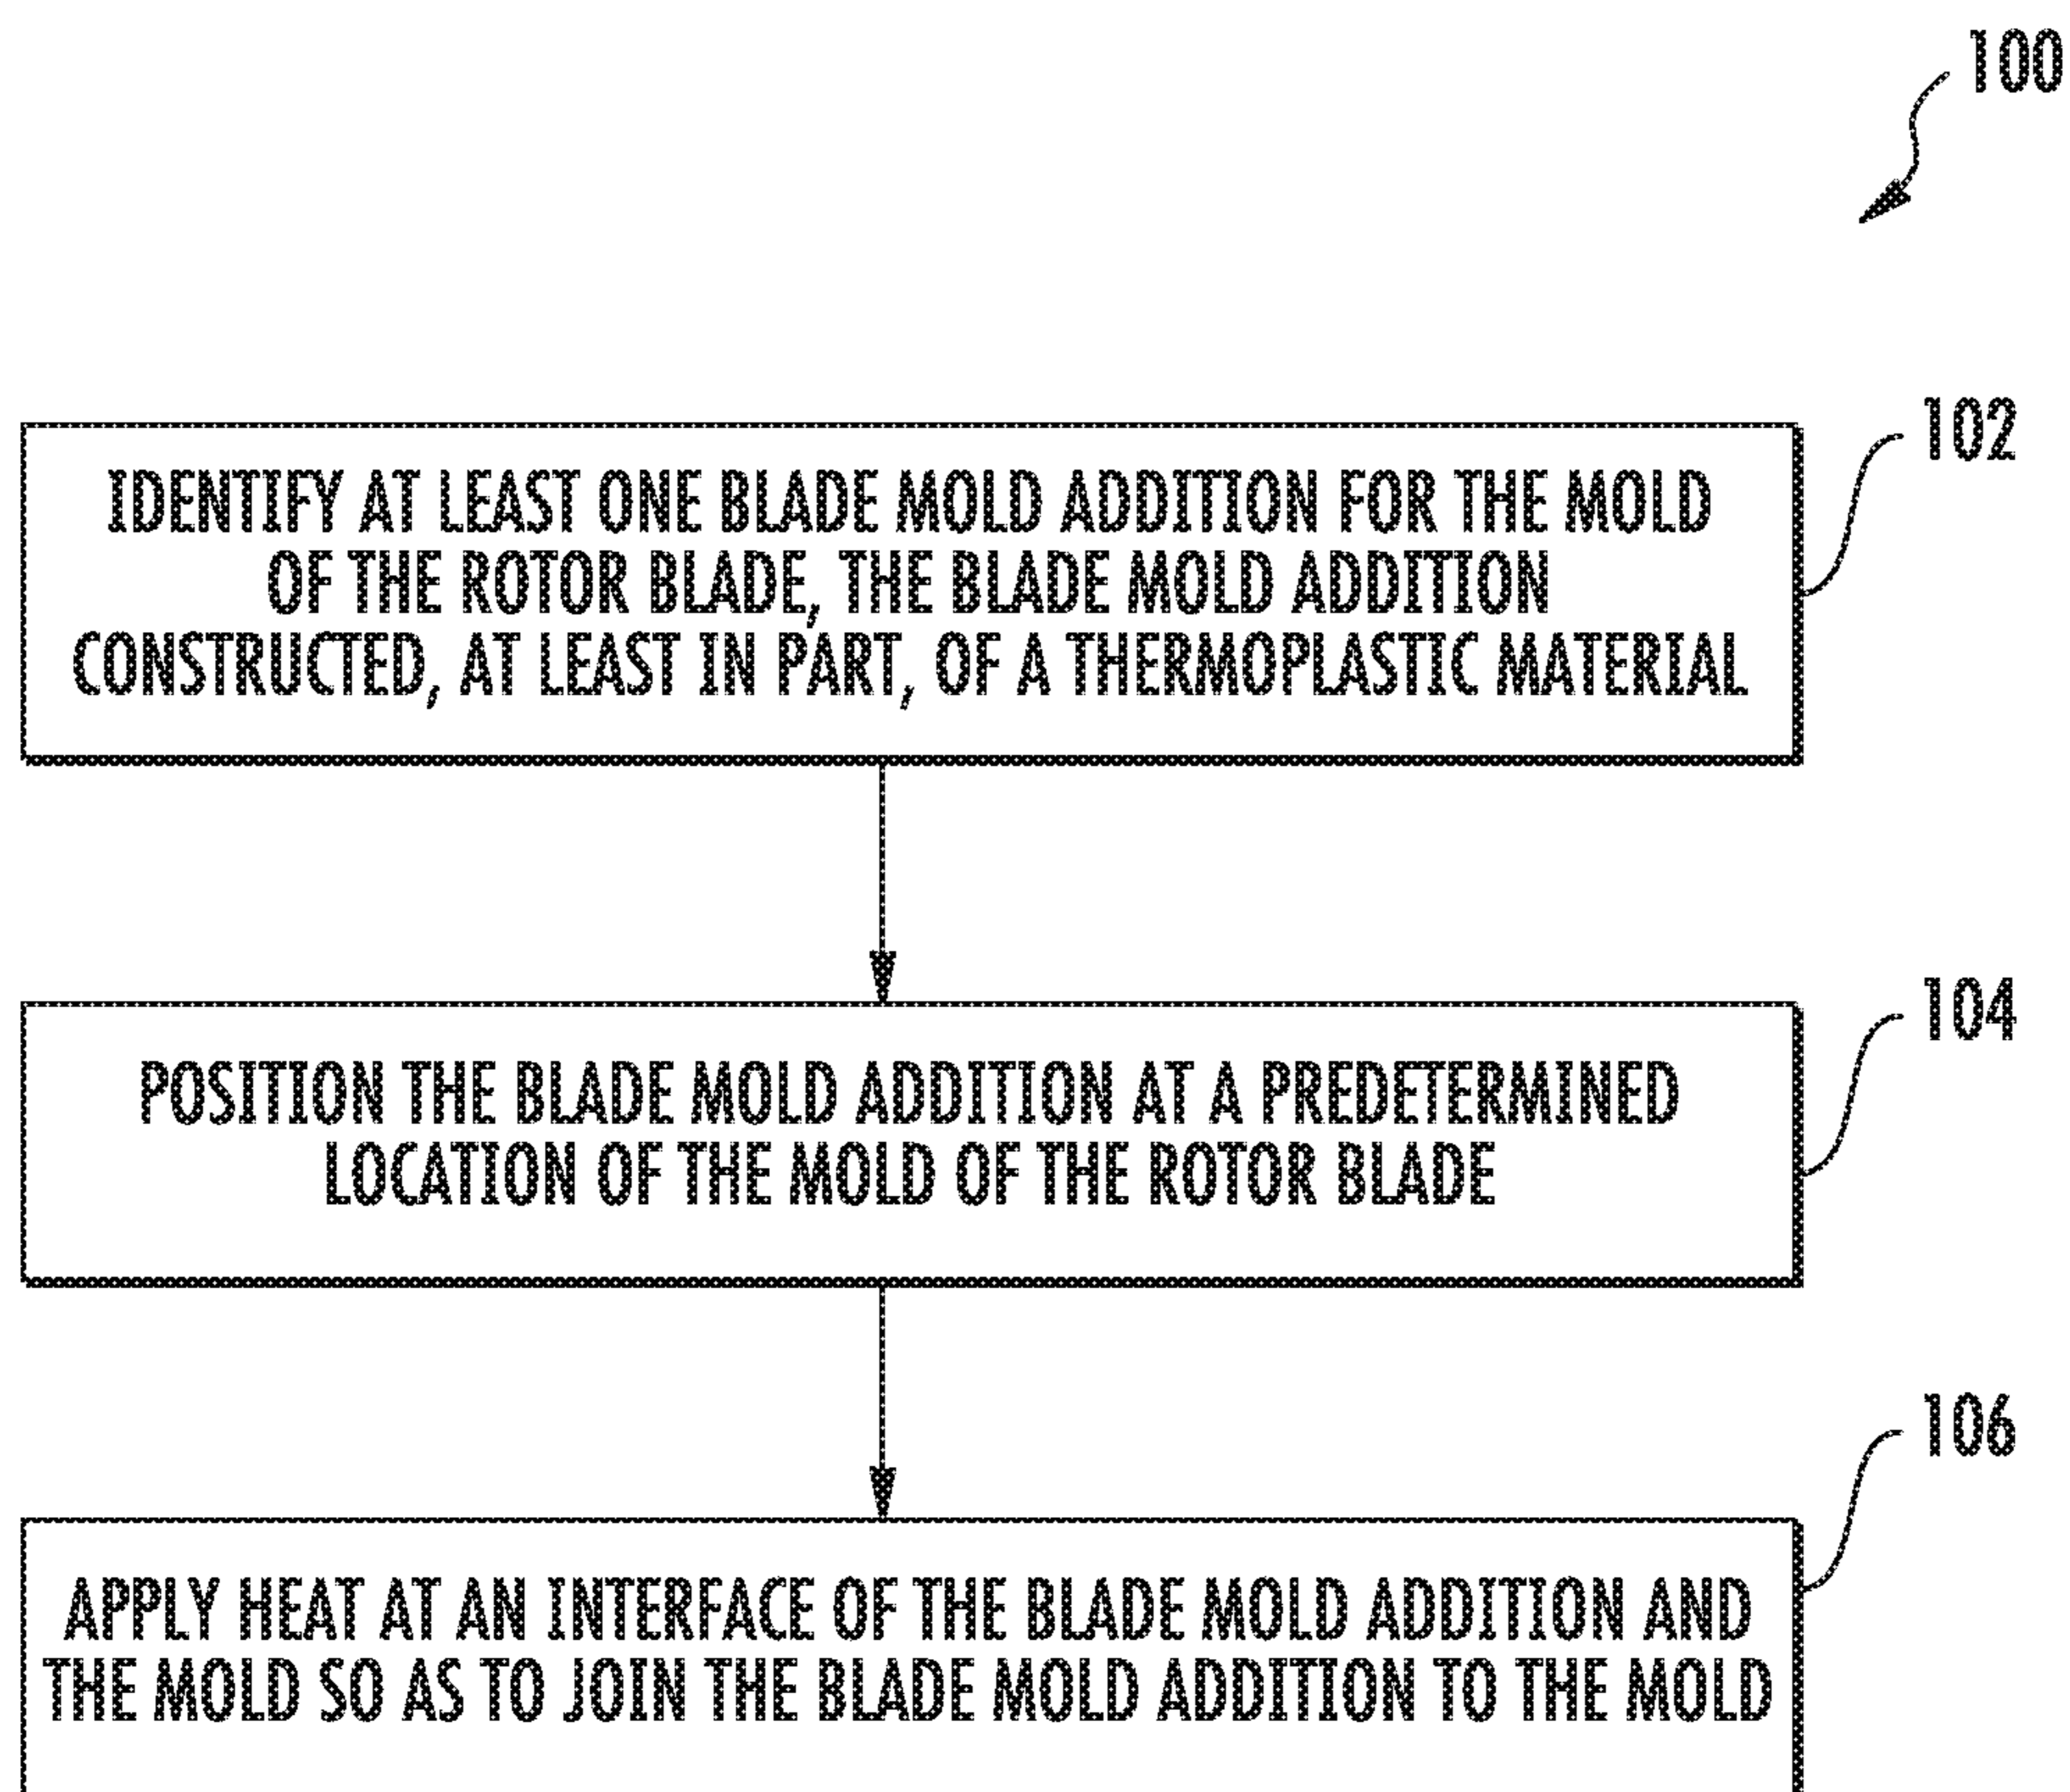 100
102
IDENTIFY AT LEAST ONE BLADE MOLD ADDITION FOR THE MOLD
OF THE ROTOR BLADE, THE BLADE MOLD ADDITION
CONSTRUCTED, AT LEAST IN PART, OF A THERMOPLASTIC MATERIAL
104
POSITION THE BLADE MOLD ADDITION AT A PREDETERMINED
LOCATION OF THE MOLD OF THE ROTOR BLADE
106
APPLY HEAT AT AN INTERFACE OF THE BLADE MOLD ADDITION AND
THE MOLD SO AS TO JOIN THE BLADE MOLD ADDITION TO THE MOLD